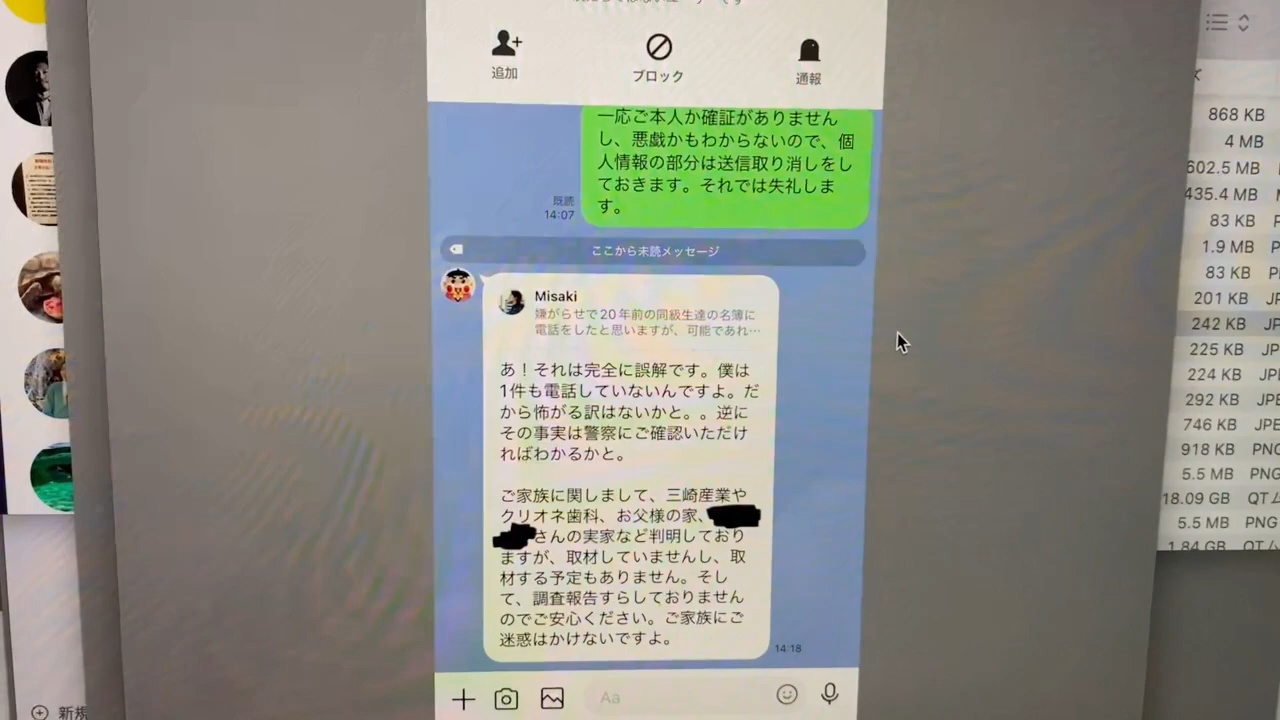 追加
ブロック
通報
一応ご本人か確証がありません
し、悪戯かもわからないので、個
人情報の部分は送信取り消しをし
ておきます。それでは失礼しま
す。
既読
14:07
ここから未読メッセージ
Misaki
嫌がらせで20年前の同級生達の名簿に
電話をしたと思いますが、可能であれ…
あ！それは完全に誤解です。僕は
1件も電話していないんですよ。だ
から怖がる訳はないかと。。逆に
その事実は警察にご確認いただけ
ればわかるかと。
ご家族に関しまして、三崎産業や
クリオネ歯科、お父様の家、
さんの実家など判明しており
ますが、取材していませんし、取
材する予定もありません。そし
て、調査報告すらしておりません
のでご安心ください。ご家族にご
迷惑はかけないですよ。
14:18
Aa
868 KB
4 MB
602.5 MB
435.4 MB
83 KB
1.9 MB
83 KB
201 KB
242 KB
225 KB
224 KB
292 KB JPE
746 KB JPE
918 KB PNG
5.5 MB PNG
18.09 GB QTム
5.5 MB PNG
1.84 GB QTム
新規